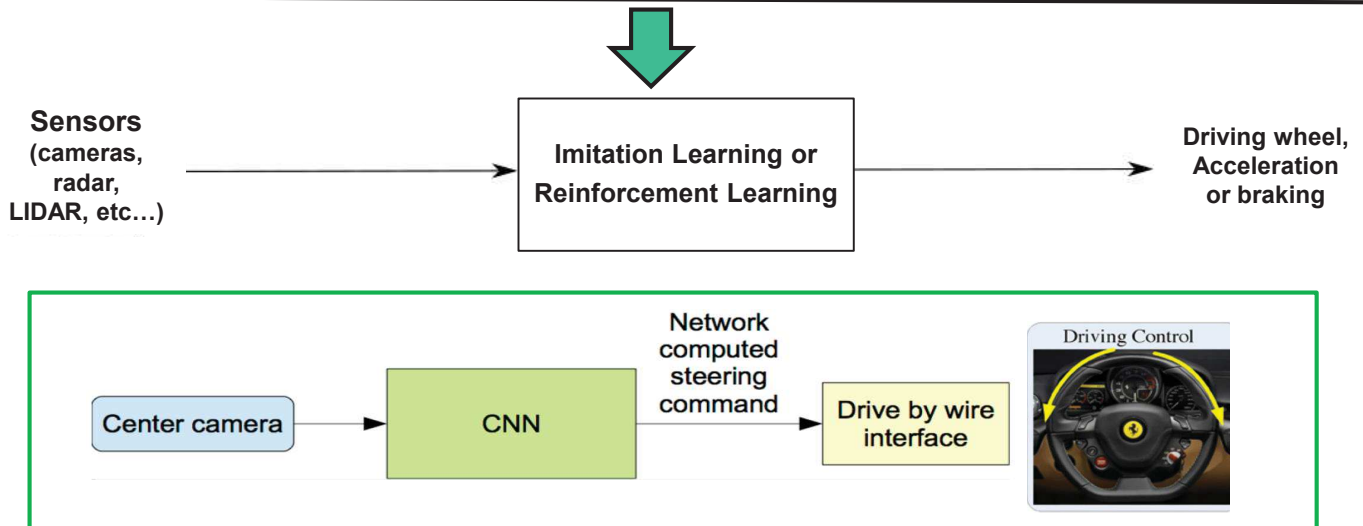 Sensors
(cameras,
radar,
LIDAR, etc…)
Imitation Learning or
Reinforcement Learning
Driving wheel,
Acceleration
or braking
Center camera
CNN
Network
computed
steering
command
Drive by wire
interface
Driving Control